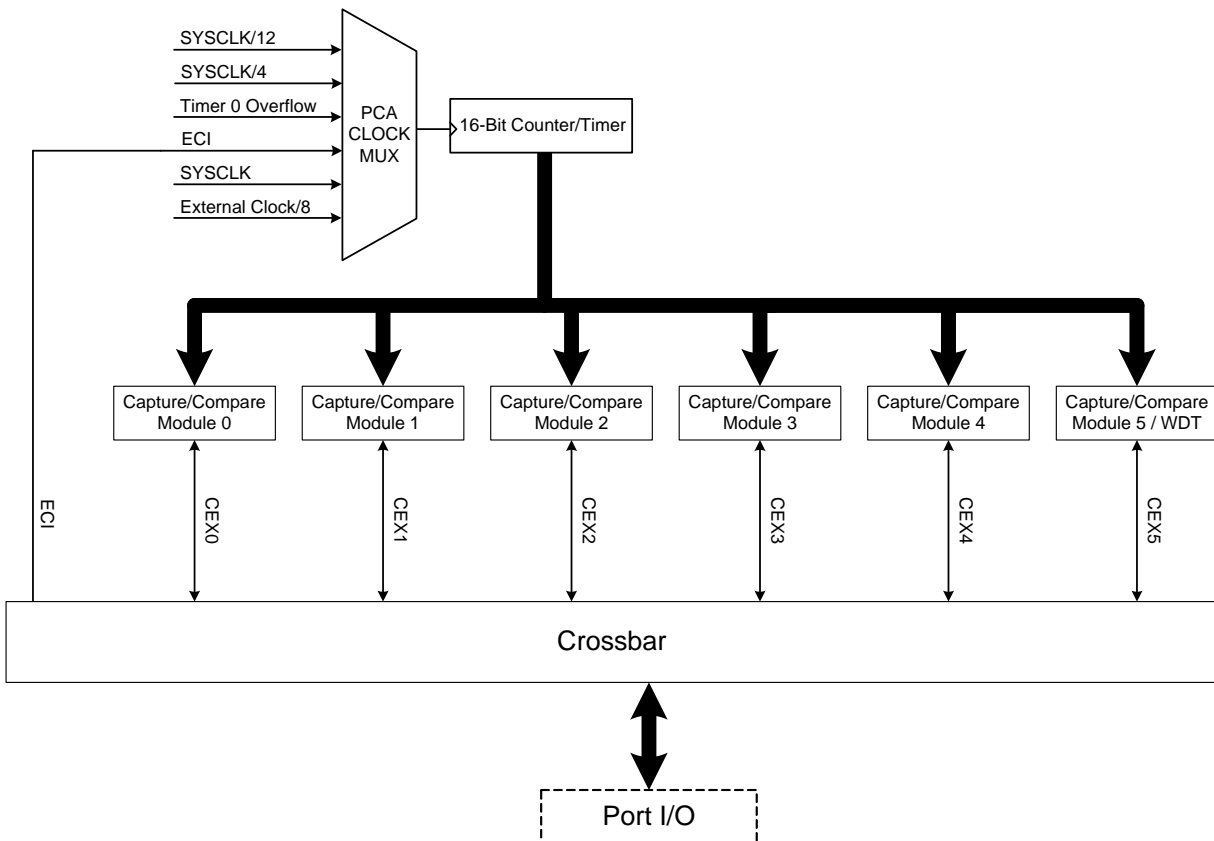 SYSCLK/12
SYSCLK/4
Timer 0 Overflow
ECI
SYSCLK
External Clock/8
PCA
CLOCK
MUX
16-Bit Counter/Timer
Capture/Compare
Module 0
Capture/Compare
Module 1
Capture/Compare
Module 2
Capture/Compare
Module 3
Capture/Compare
Module 4
Capture/Compare
Module 5 / WDT
ECI
CEX0
CEX1
CEX2
CEX3
CEX4
CEX5
Crossbar
Port I/O